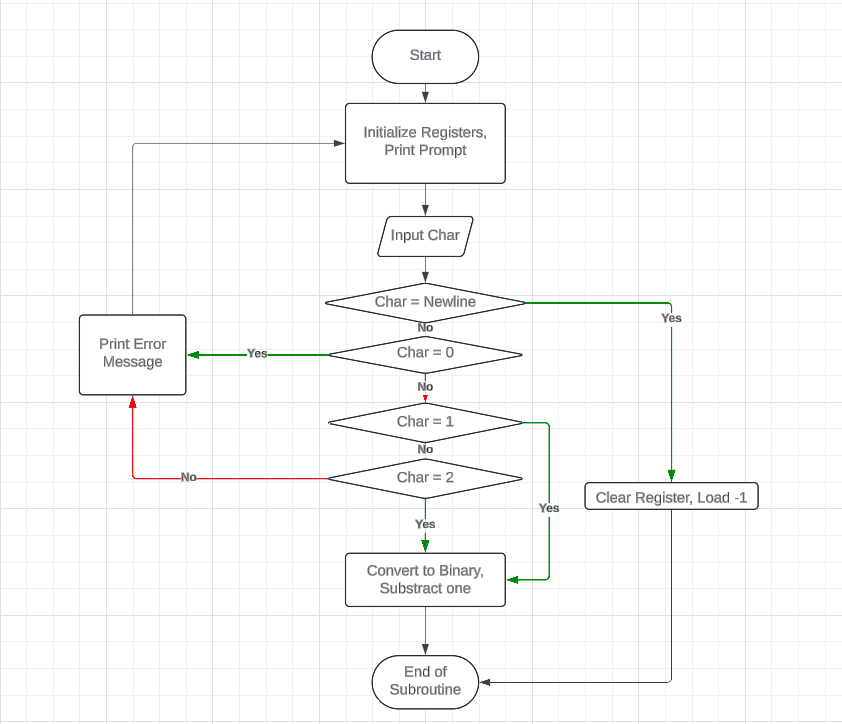 Start
Initialize Registers,
Print Prompt
Input Char
Char = Newline
Yes
No
Print Error
Message
Yes
Char = 0
No
Char = 1
No
Char = 2
No
Yes
Yes
Clear Register, Load -1
Convert to Binary,
Substract one
End of
Subroutine